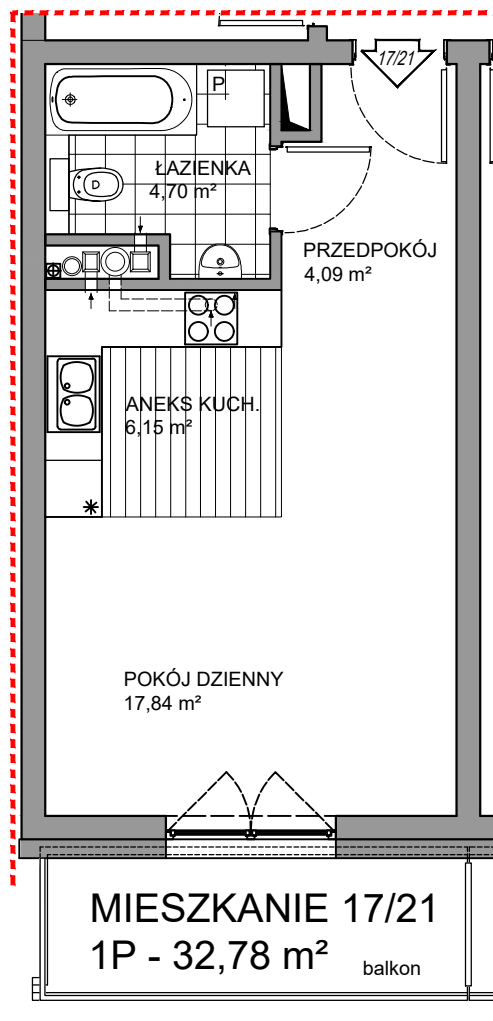 17/21
P
ŁAZIENKA
4,70 m²
PRZEDPOKÓJ
4,09 m²
ANEKS KUCH.
6,15 m²
POKÓJ DZIENNY
17,84 m²
MIESZKANIE 17/21
1P - 32,78 m²
balkon